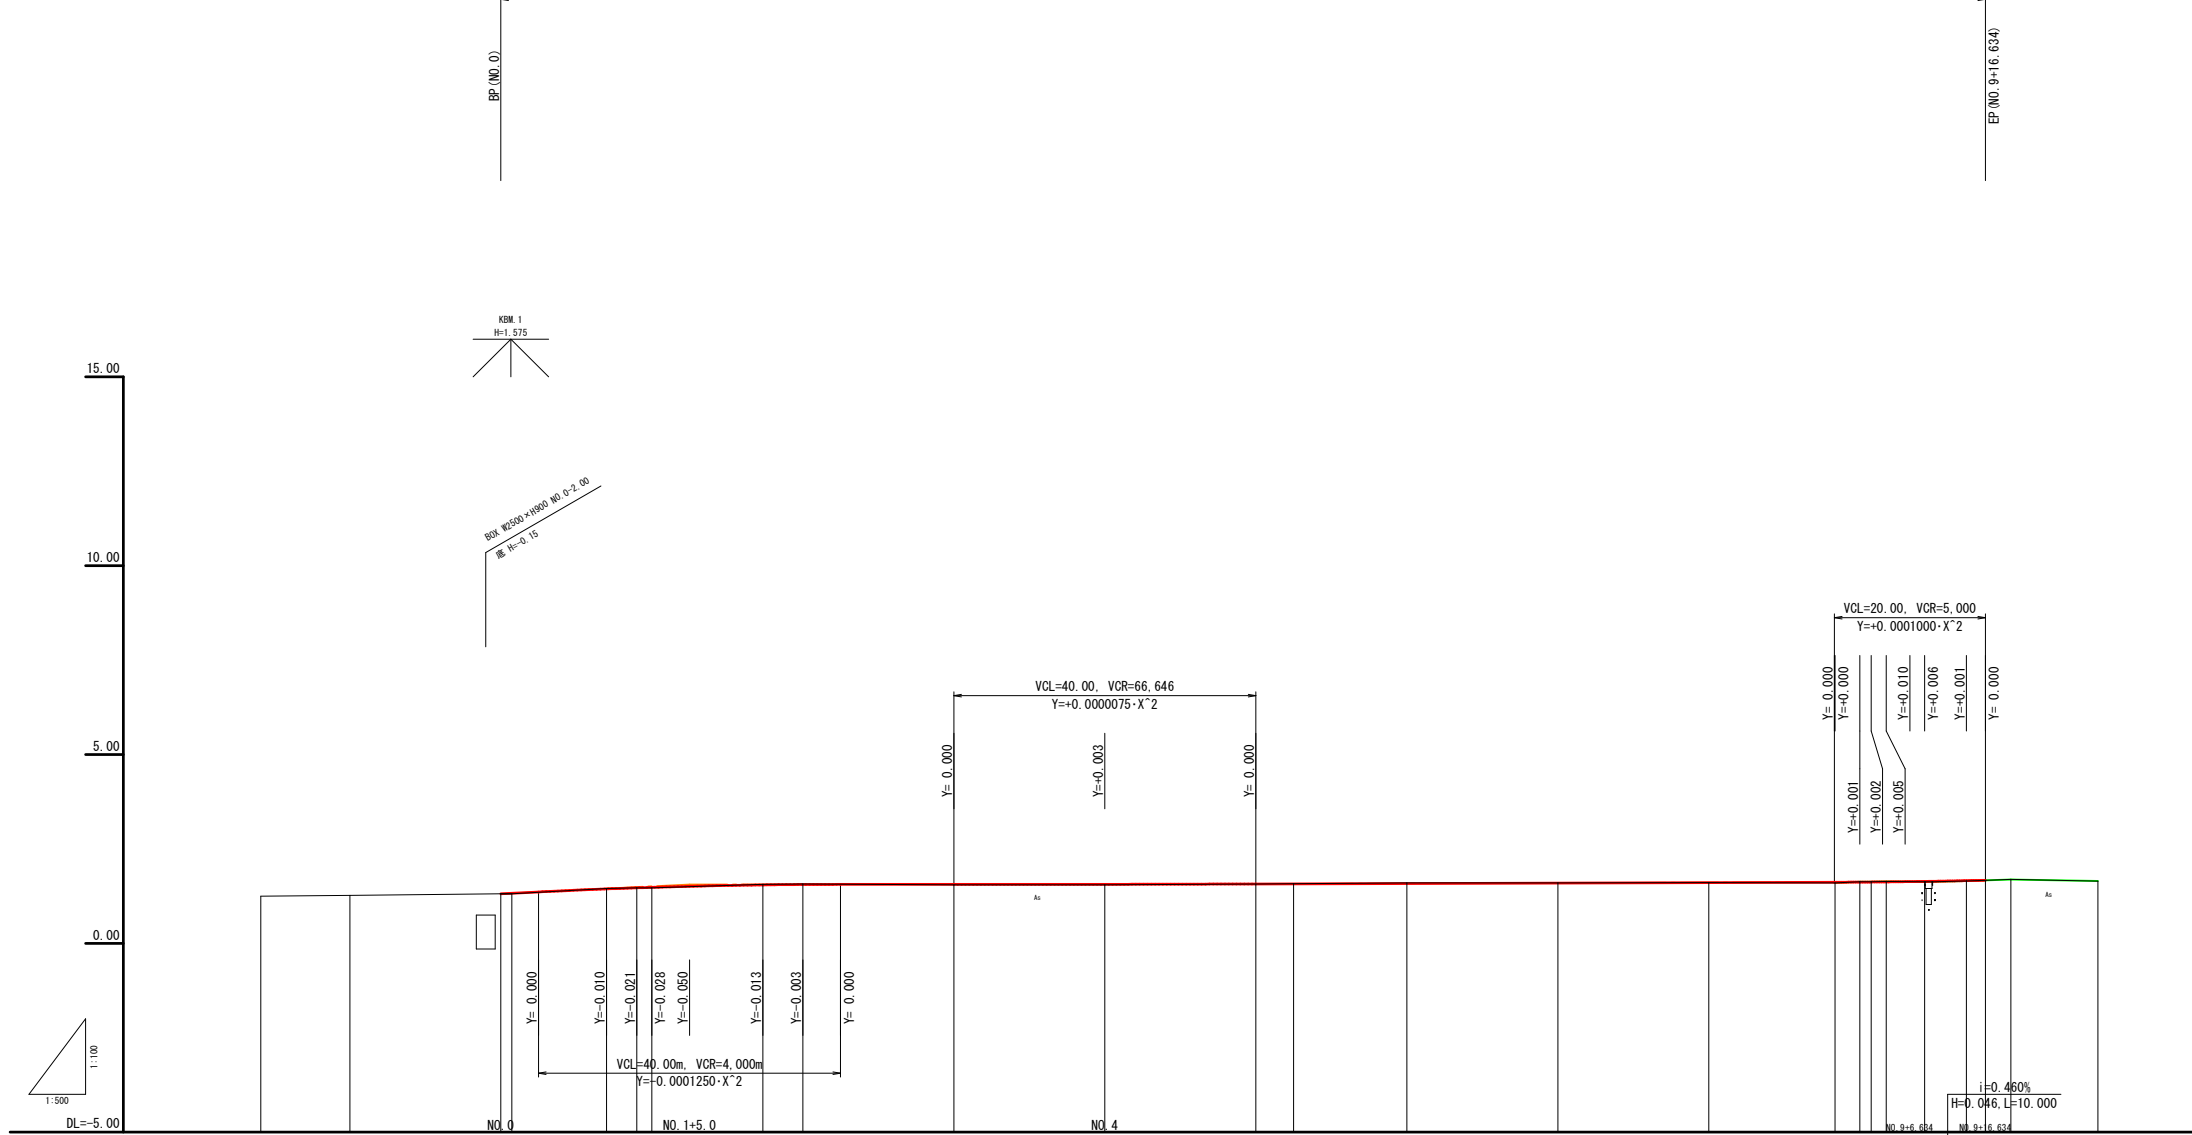 BP(NO.0)
EP(NO.9+16.634)
KBM.1
H=1.575
15.00
BOX W2500×H900 NO.0-2.00
底 H=-0.15
10.00
5.00
0.00
DL=-5.00
VCL=20.00, VCR=5,000
Y=+0.0001000·X^2
Y= 0.000
Y=+0.000
Y=+0.010
Y=+0.006
Y=+0.001
Y= 0.000
Y=+0.001
Y=+0.002
Y=+0.005
VCL=40.00, VCR=66,646
Y=+0.0000075·X^2
Y= 0.000
Y=+0.003
Y= 0.000
As
As
Y= 0.000
Y=-0.010
Y=-0.021
Y=-0.028
Y=-0.050
Y=-0.013
Y=-0.003
Y= 0.000
VCL=40.00m, VCR=4,000m
Y=-0.0001250·X^2
1:100
1:500
i=0.460%
H=0.046,L=10.000
NO.0
NO.1+5.0
NO.4
NO.9+6.634
NO.9+16.634